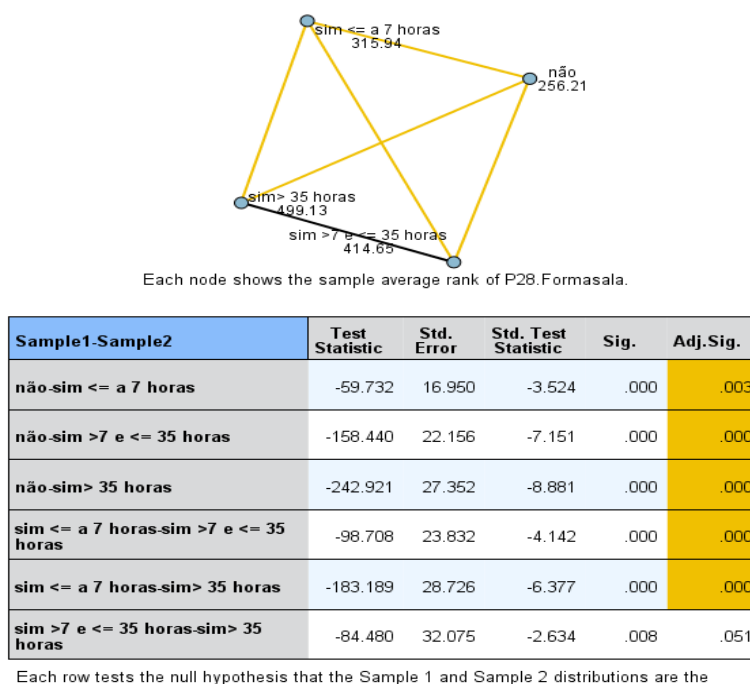 sim <= a 7 horas
315.94
não
256.21
sim> 35 horas
499.13
sim >7 e <= 35 horas
414.65
Each node shows the sample average rank of P28.Formasala.
Sample1-Sample2 Test Statistic Std. Error Std. Test Statistic Sig. Adj.Sig.
não-sim <= a 7 horas -59.732 16.950 -3.524 .000 .003
não-sim >7 e <= 35 horas -158.440 22.156 -7.151 .000 .000
não-sim> 35 horas -242.921 27.352 -8.881 .000 .000
sim <= a 7 horas-sim >7 e <= 35
horas -98.708 23.832 -4.142 .000 .000
sim <= a 7 horas-sim> 35 horas -183.189 28.726 -6.377 .000 .000
sim >7 e <= 35 horas-sim> 35
horas -84.480 32.075 -2.634 .008 .051
Each row tests the null hypothesis that the Sample 1 and Sample 2 distributions are the